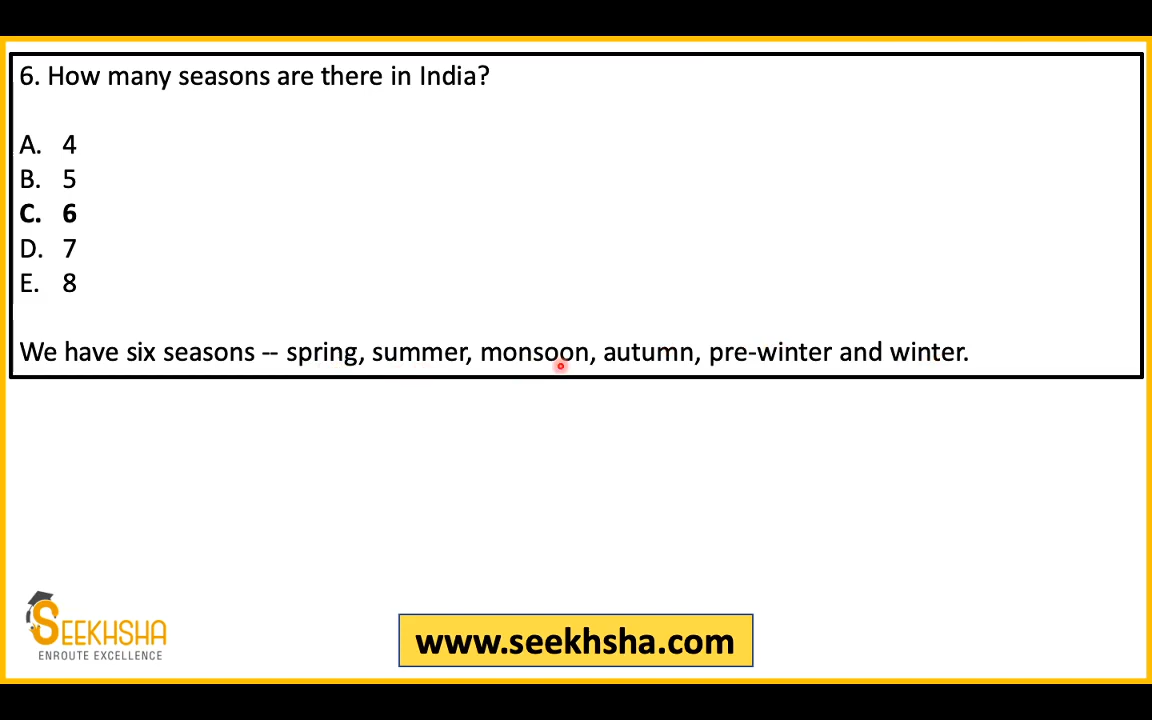 6. How many seasons are there in India?
A. 4
B. 5
C. 6
D. 7
E. 8
We have six seasons -- spring, summer, monsoon, autumn, pre-winter and winter.
SEEKHSHA
ENROUTE EXCELLENCE
www.seekhsha.com